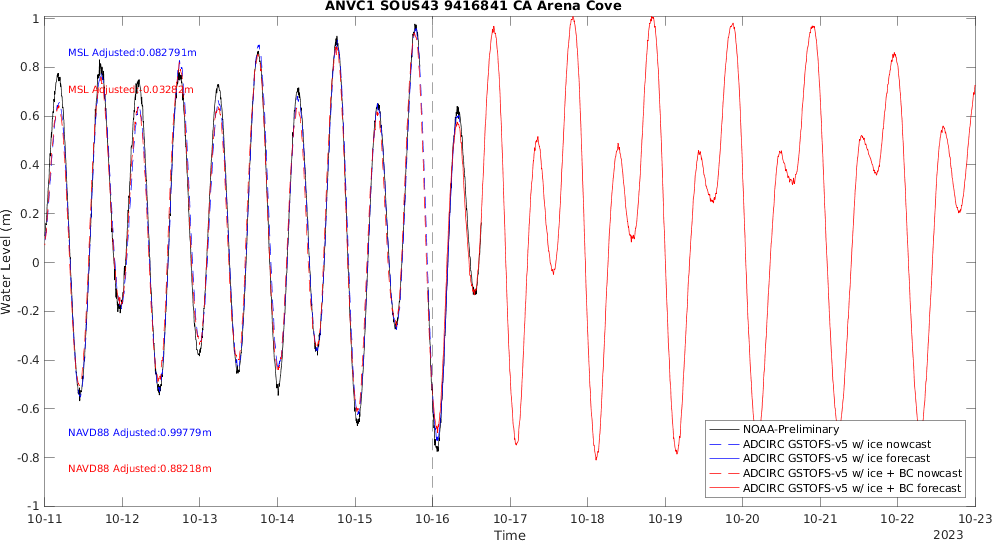 ANVC1 SOUS43 9416841 CA Arena Cove
MSL Adjusted:0.082791m
MSL Adjusted:-0.03282m
NAVD88 Adjusted:0.99779m
NAVD88 Adjusted:0.88218m
Water Level (m)
1
0.8
0.6
0.4
0.2
0
-0.2
-0.4
-0.6
-0.8
-1
NOAA-Preliminary
ADCIRC GSTOFS-v5 w/ ice nowcast
ADCIRC GSTOFS-v5 w/ ice forecast
ADCIRC GSTOFS-v5 w/ ice + BC nowcast
ADCIRC GSTOFS-v5 w/ ice + BC forecast
10-11 10-12 10-13 10-14 10-15 10-16 10-17 10-18 10-19 10-20 10-21 10-22 10-23
Time
2023